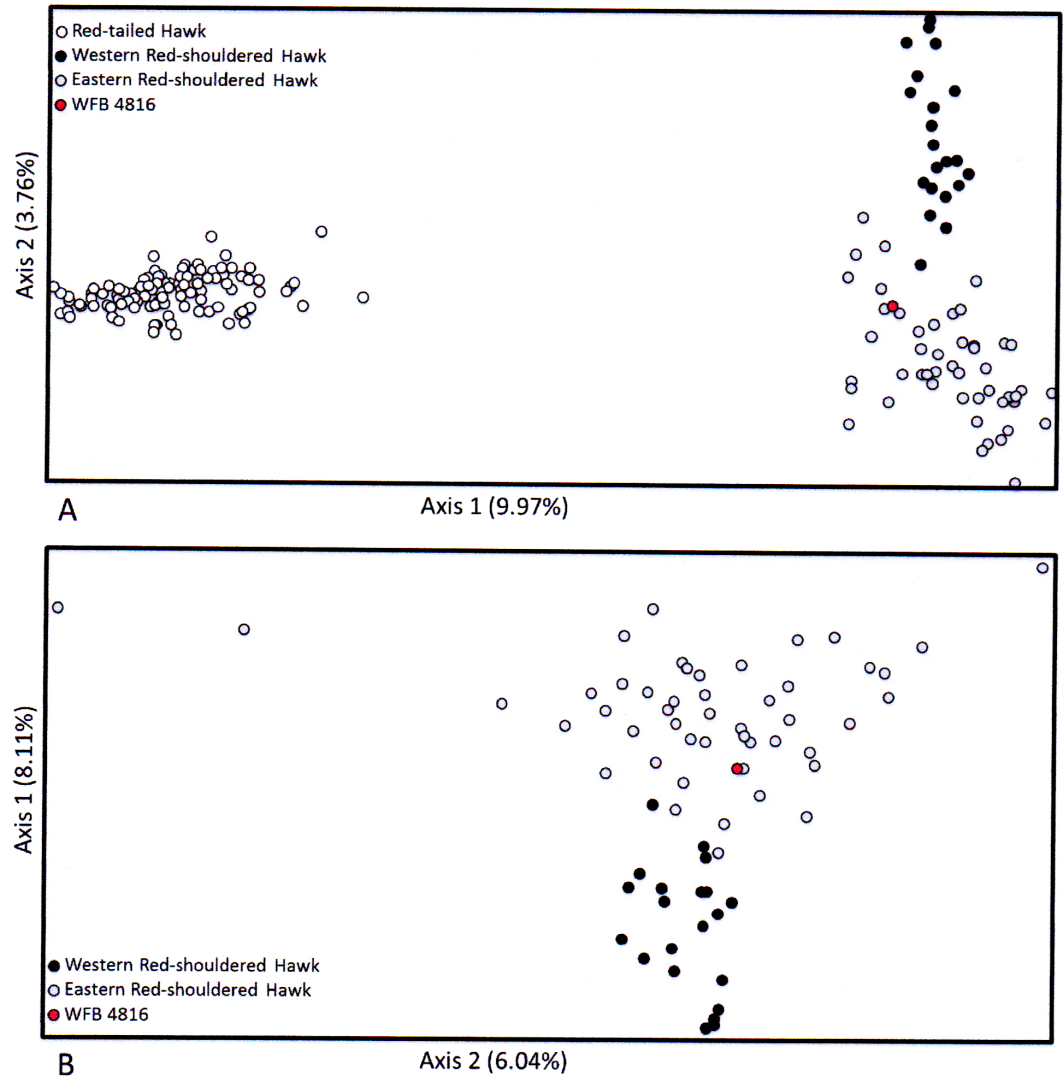 Red-tailed Hawk
Western Red-shouldered Hawk
Eastern Red-shouldered Hawk
WFB 4816
Axis 2 (3.76%)
Axis 1 (9.97%)
A
Axis 1 (8.11%)
Western Red-shouldered Hawk
Eastern Red-shouldered Hawk
WFB 4816
Axis 2 (6.04%)
B